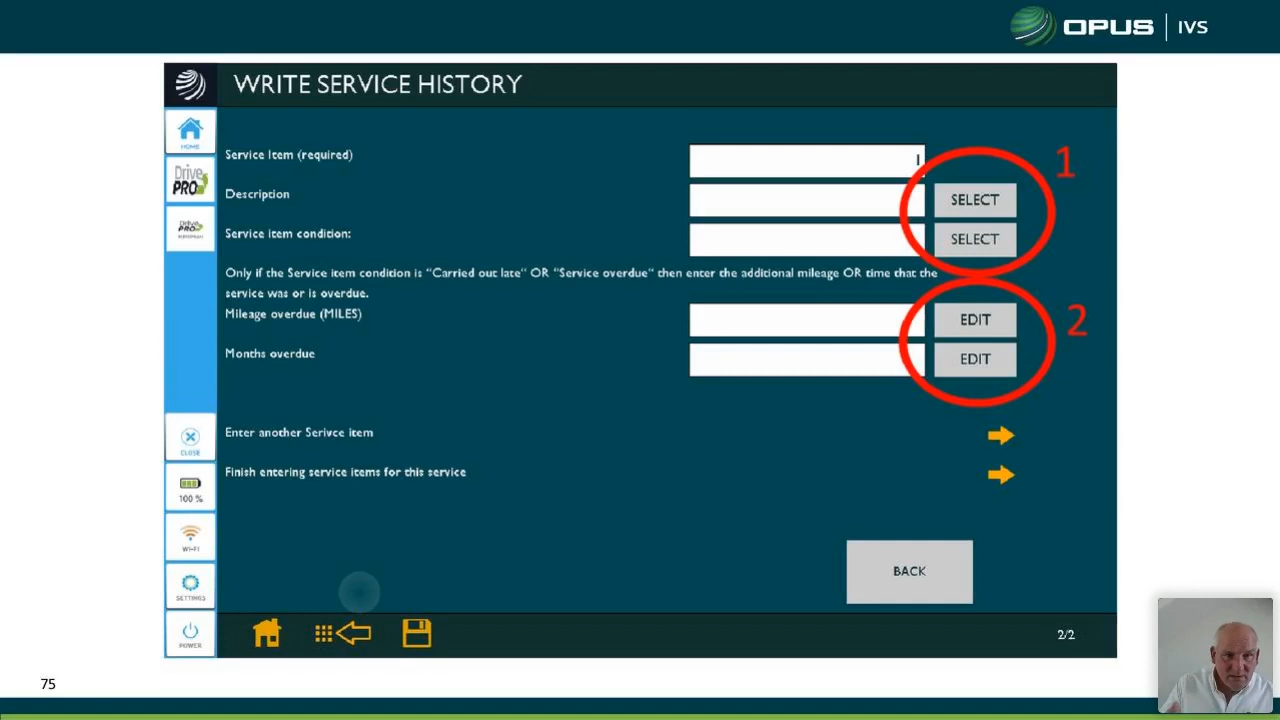 OPUS | IVS
WRITE SERVICE HISTORY
HOME
Service Item (required)
I
1
Drive
PRO
Description
SELECT
Drive
PRO
Service item condition:
SELECT
Only if the Service item condition is "Carried out late" OR "Service overdue" then enter the additional mileage OR time that the
service was or is overdue.
Mileage overdue (MILES)
EDIT
2
Months overdue
EDIT
Enter another Serivce item
CLOSE
Finish entering service items for this service
100 %
WI-FI
BACK
SETTINGS
POWER
2/2
75